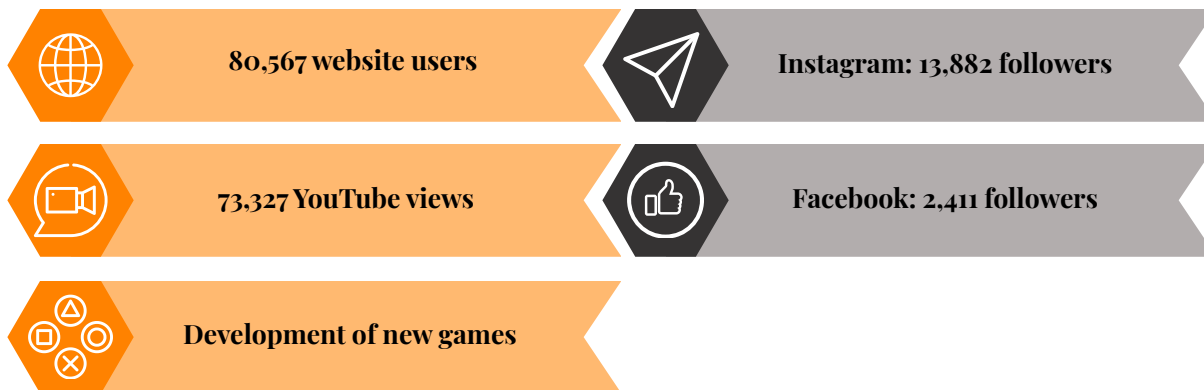 80,567 website users
Instagram: 13,882 followers
73,327 YouTube views
Facebook: 2,411 followers
Development of new games